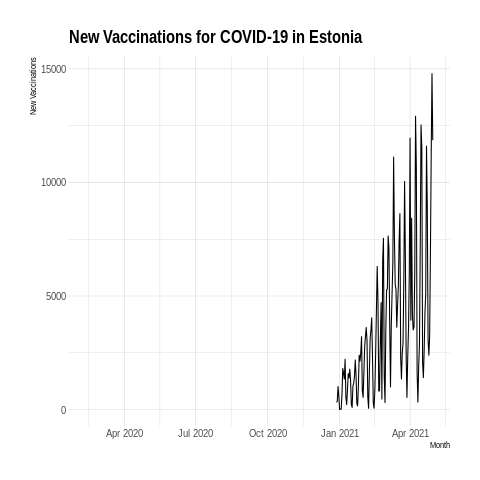 New Vaccinations for COVID-19 in Estonia
New Vaccinations
15000
10000
5000
0
Apr 2020 Jul 2020 Oct 2020 Jan 2021 Apr 2021
Month